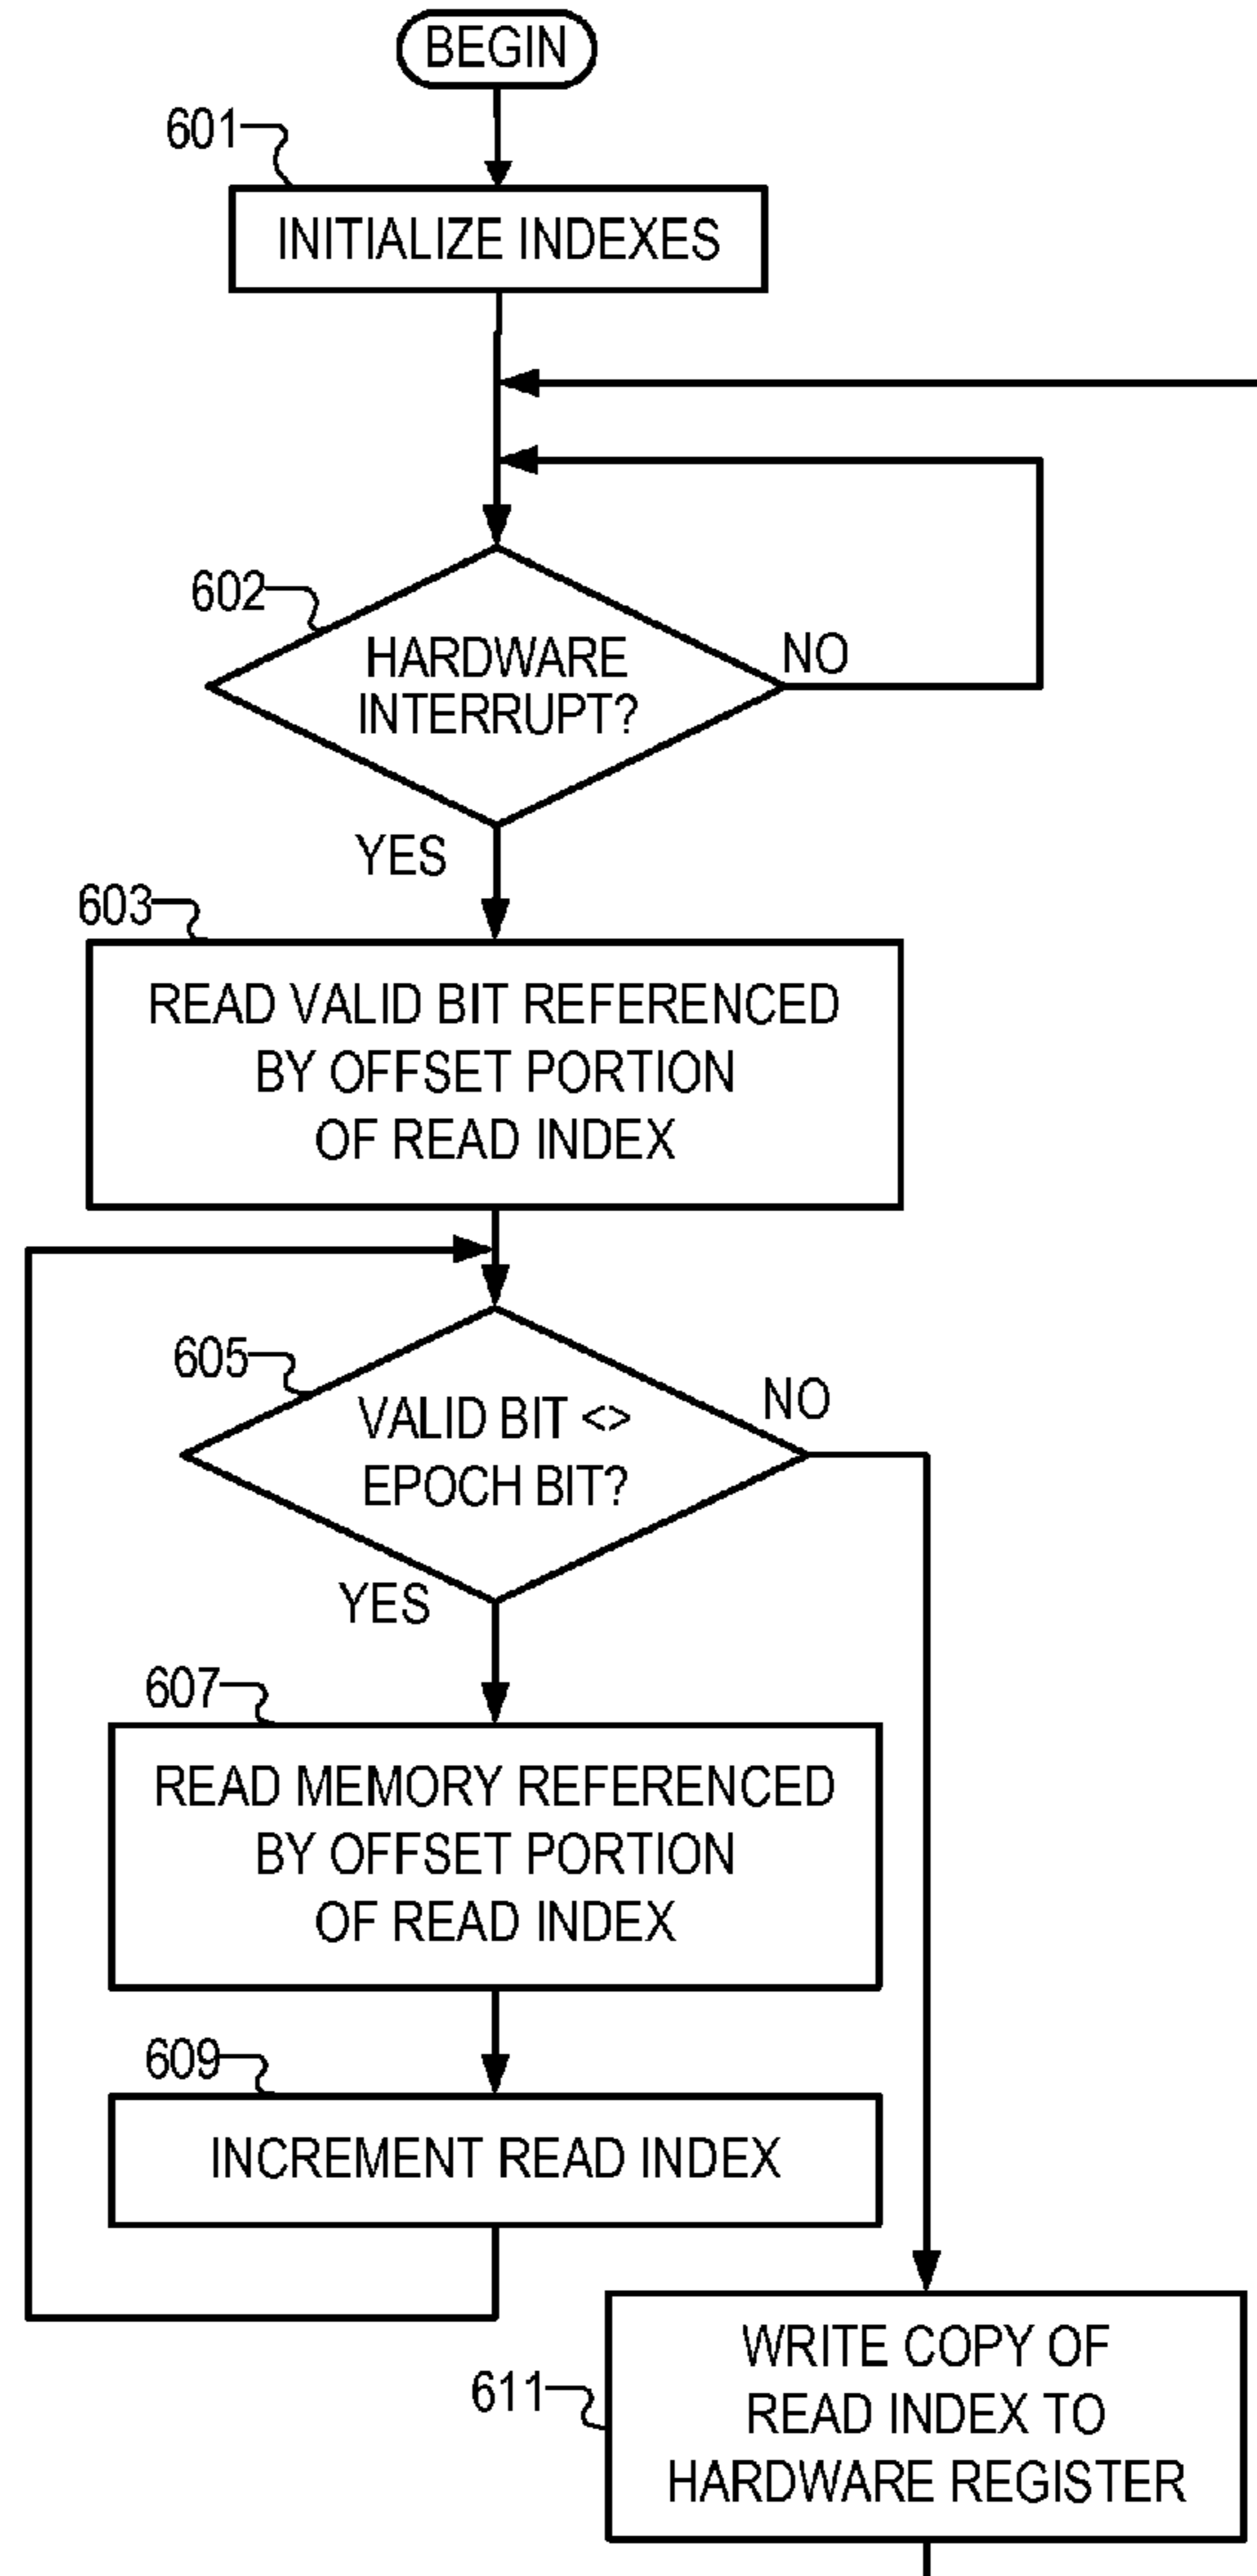 BEGIN
601
INITIALIZE INDEXES
602
HARDWARE
INTERRUPT?
NO
YES
603
READ VALID BIT REFERENCED
BY OFFSET PORTION
OF READ INDEX
605
VALID BIT <>
EPOCH BIT?
NO
YES
607
READ MEMORY REFERENCED
BY OFFSET PORTION
OF READ INDEX
609
INCREMENT READ INDEX
611
WRITE COPY OF
READ INDEX TO
HARDWARE REGISTER